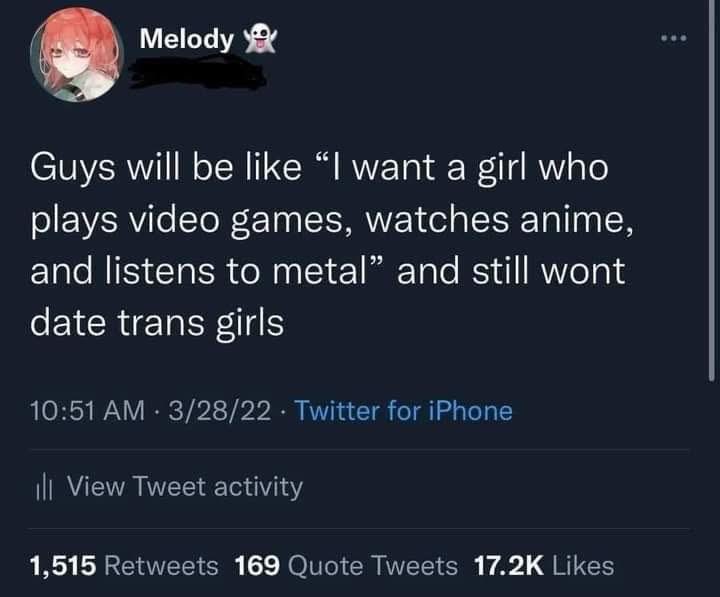 Melody 👻
Guys will be like “I want a girl who
plays video games, watches anime,
and listens to metal” and still wont
date trans girls
10:51 AM · 3/28/22 · Twitter for iPhone
View Tweet activity
1,515 Retweets 169 Quote Tweets 17.2K Likes